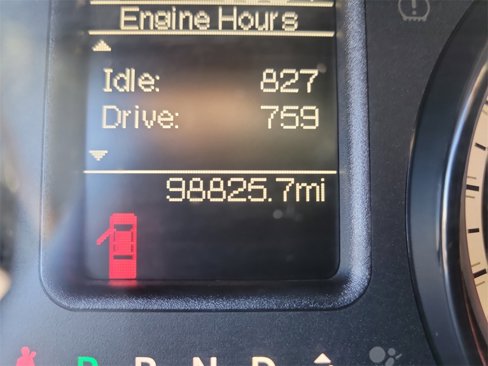 Engine Hours
Idle: 827
Drive: 759
98825.7mi
P R N D